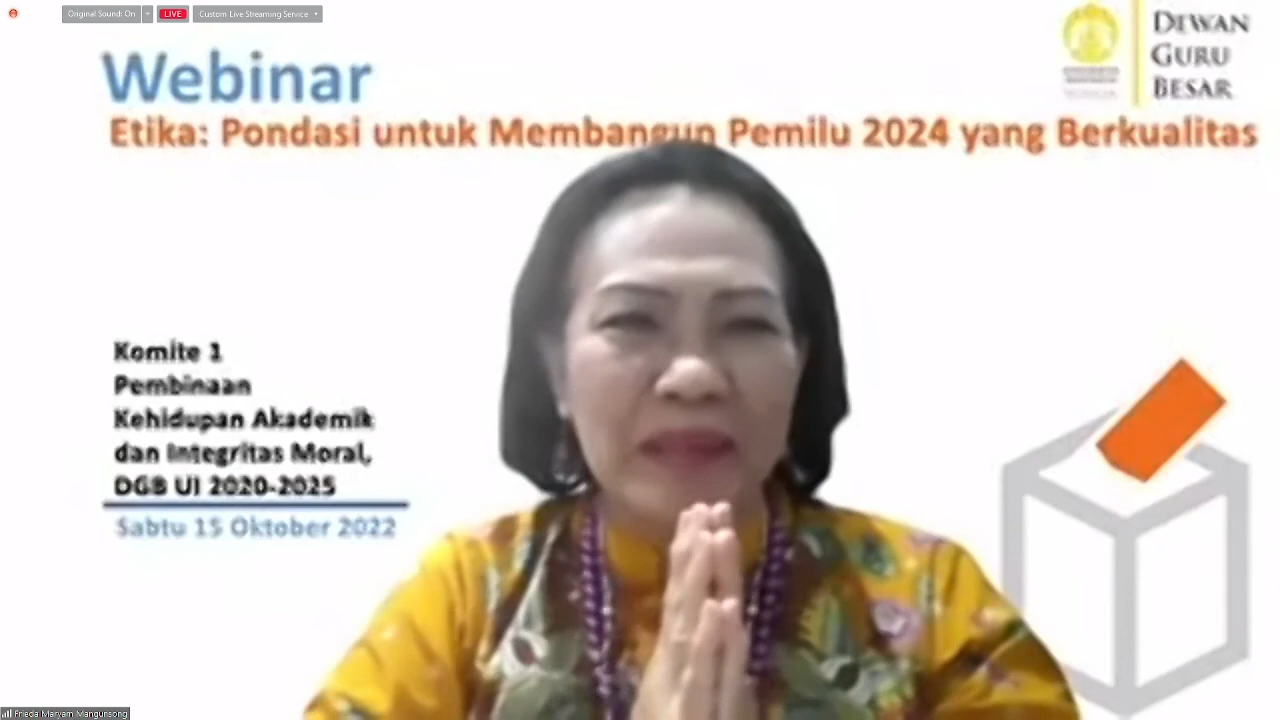 Original Sound: On
LIVE
Custom Live Streaming Service
DEWAN
GURU
BESAR
Webinar
Etika: Pondasi untuk Membangun Pemilu 2024 yang Berkualitas
Komite 1
Pembinaan
Kehidupan Akademik
dan Integritas Moral,
DGB UI 2020-2025
Sabtu 15 Oktober 2022
Frieda Maryam Mangunsong